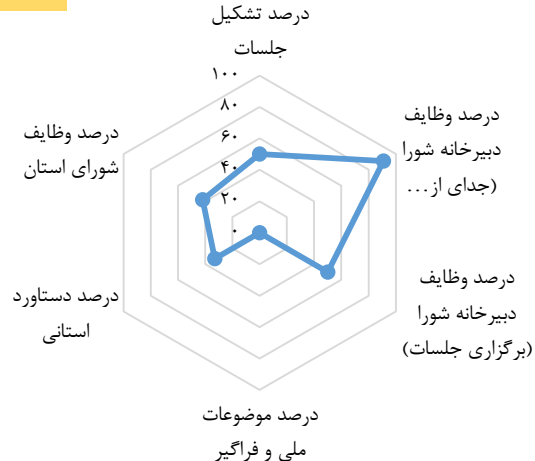 درصد تشکیل
جلسات
۱۰۰
۸۰
۶۰
۴۰
۲۰
۰
درصد وظایف
دبیرخانه شورا
(جدای از...
درصد وظایف
دبیرخانه شورا
(برگزاری جلسات)
درصد موضوعات
ملی و فراگیر
درصد دستاورد
استانی
درصد وظایف
شورای استان